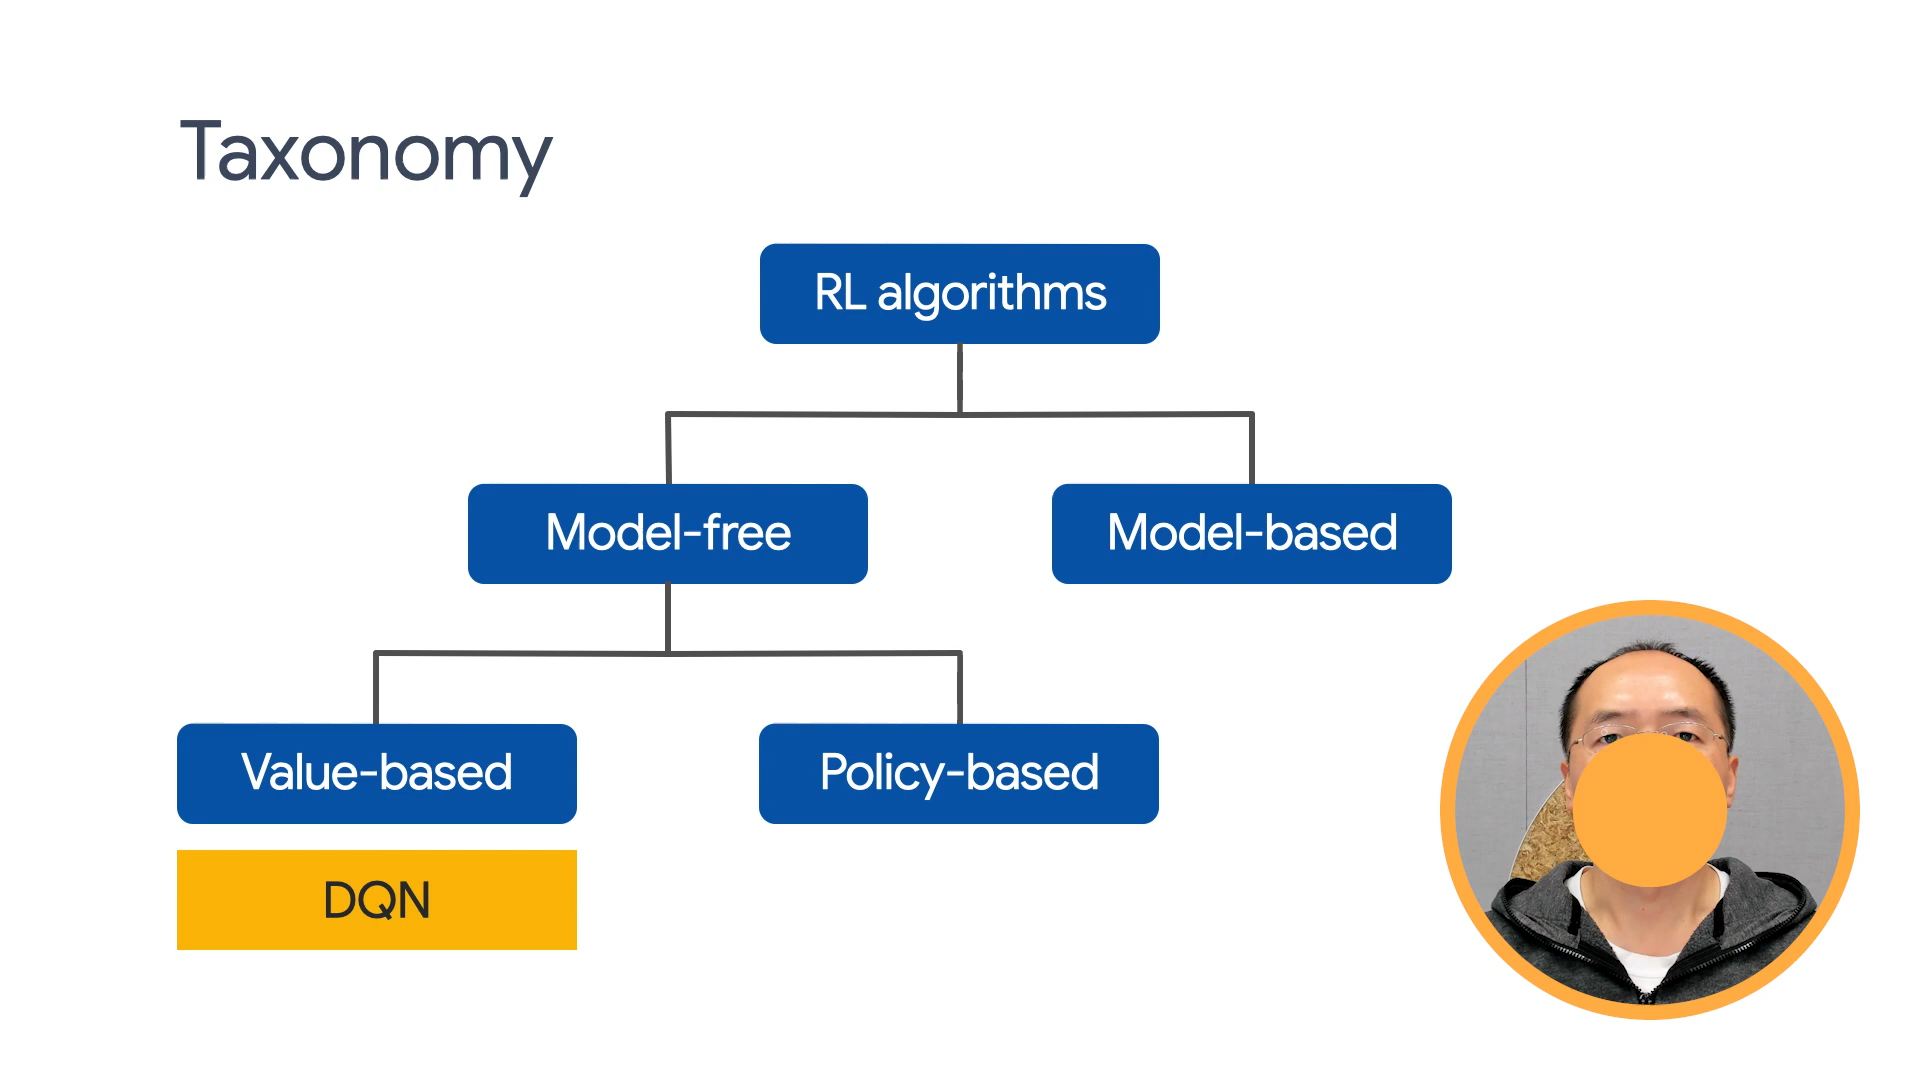 Taxonomy
RL algorithms
Model-free
Model-based
Value-based
Policy-based
DQN